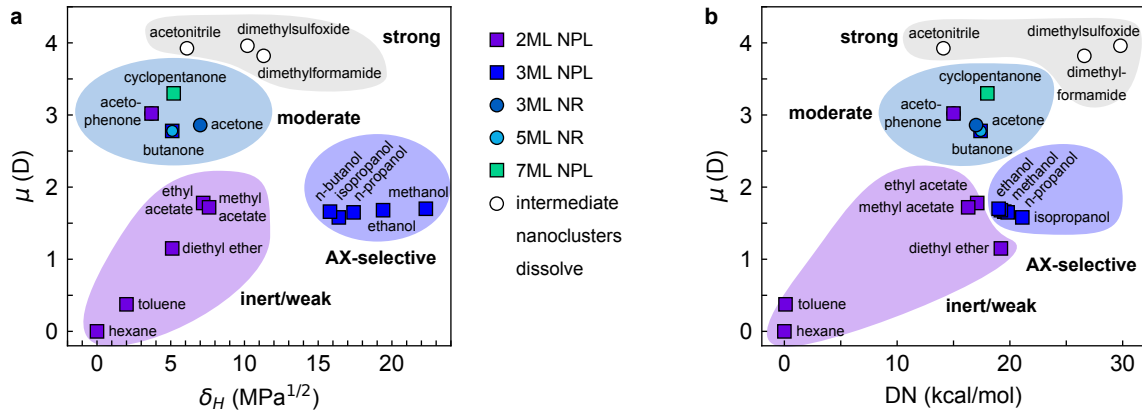 a
μ (D)
4
3
2
1
0
0
5
10
15
20
δH (MPa1/2)
acetonitrile
dimethylsulfoxide
strong
dimethylformamide
cyclopentanone
aceto-
phenone
acetone
moderate
butanone
n-butanol
isopropanol
n-propanol
methanol
ethanol
AX-selective
ethyl
acetate
methyl
acetate
diethyl ether
inert/weak
toluene
hexane
2ML NPL
3ML NPL
3ML NR
5ML NR
7ML NPL
intermediate
nanoclusters
dissolve
b
μ (D)
4
3
2
1
0
0
10
20
30
DN (kcal/mol)
strong
acetonitrile
dimethylsulfoxide
dimethyl-
formamide
cyclopentanone
moderate
aceto-
phenone
acetone
butanone
ethanol
methanol
n-propanol
isopropanol
ethyl acetate
methyl acetate
diethyl ether
AX-selective
inert/weak
toluene
hexane